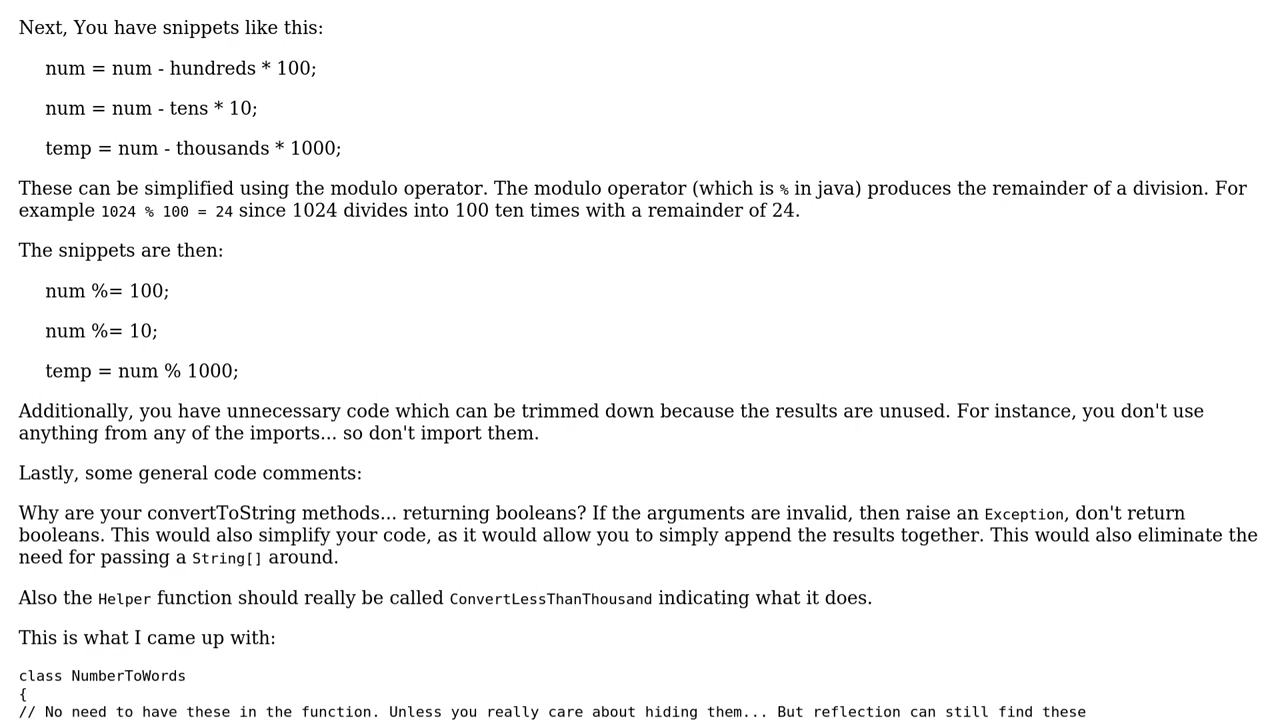 Next, You have snippets like this:
num = num - hundreds * 100;
num = num - tens * 10;
temp = num - thousands * 1000;
These can be simplified using the modulo operator. The modulo operator (which is % in java) produces the remainder of a division. For
example 1024 % 100 = 24 since 1024 divides into 100 ten times with a remainder of 24.
The snippets are then:
num %= 100;
num %= 10;
temp = num % 1000;
Additionally, you have unnecessary code which can be trimmed down because the results are unused. For instance, you don't use
anything from any of the imports... so don't import them.
Lastly, some general code comments:
Why are your convertToString methods... returning booleans? If the arguments are invalid, then raise an Exception, don't return
booleans. This would also simplify your code, as it would allow you to simply append the results together. This would also eliminate the
need for passing a String[] around.
Also the Helper function should really be called ConvertLessThanThousand indicating what it does.
This is what I came up with:
class NumberToWords
{
// No need to have these in the function. Unless you really care about hiding them... But reflection can still find these